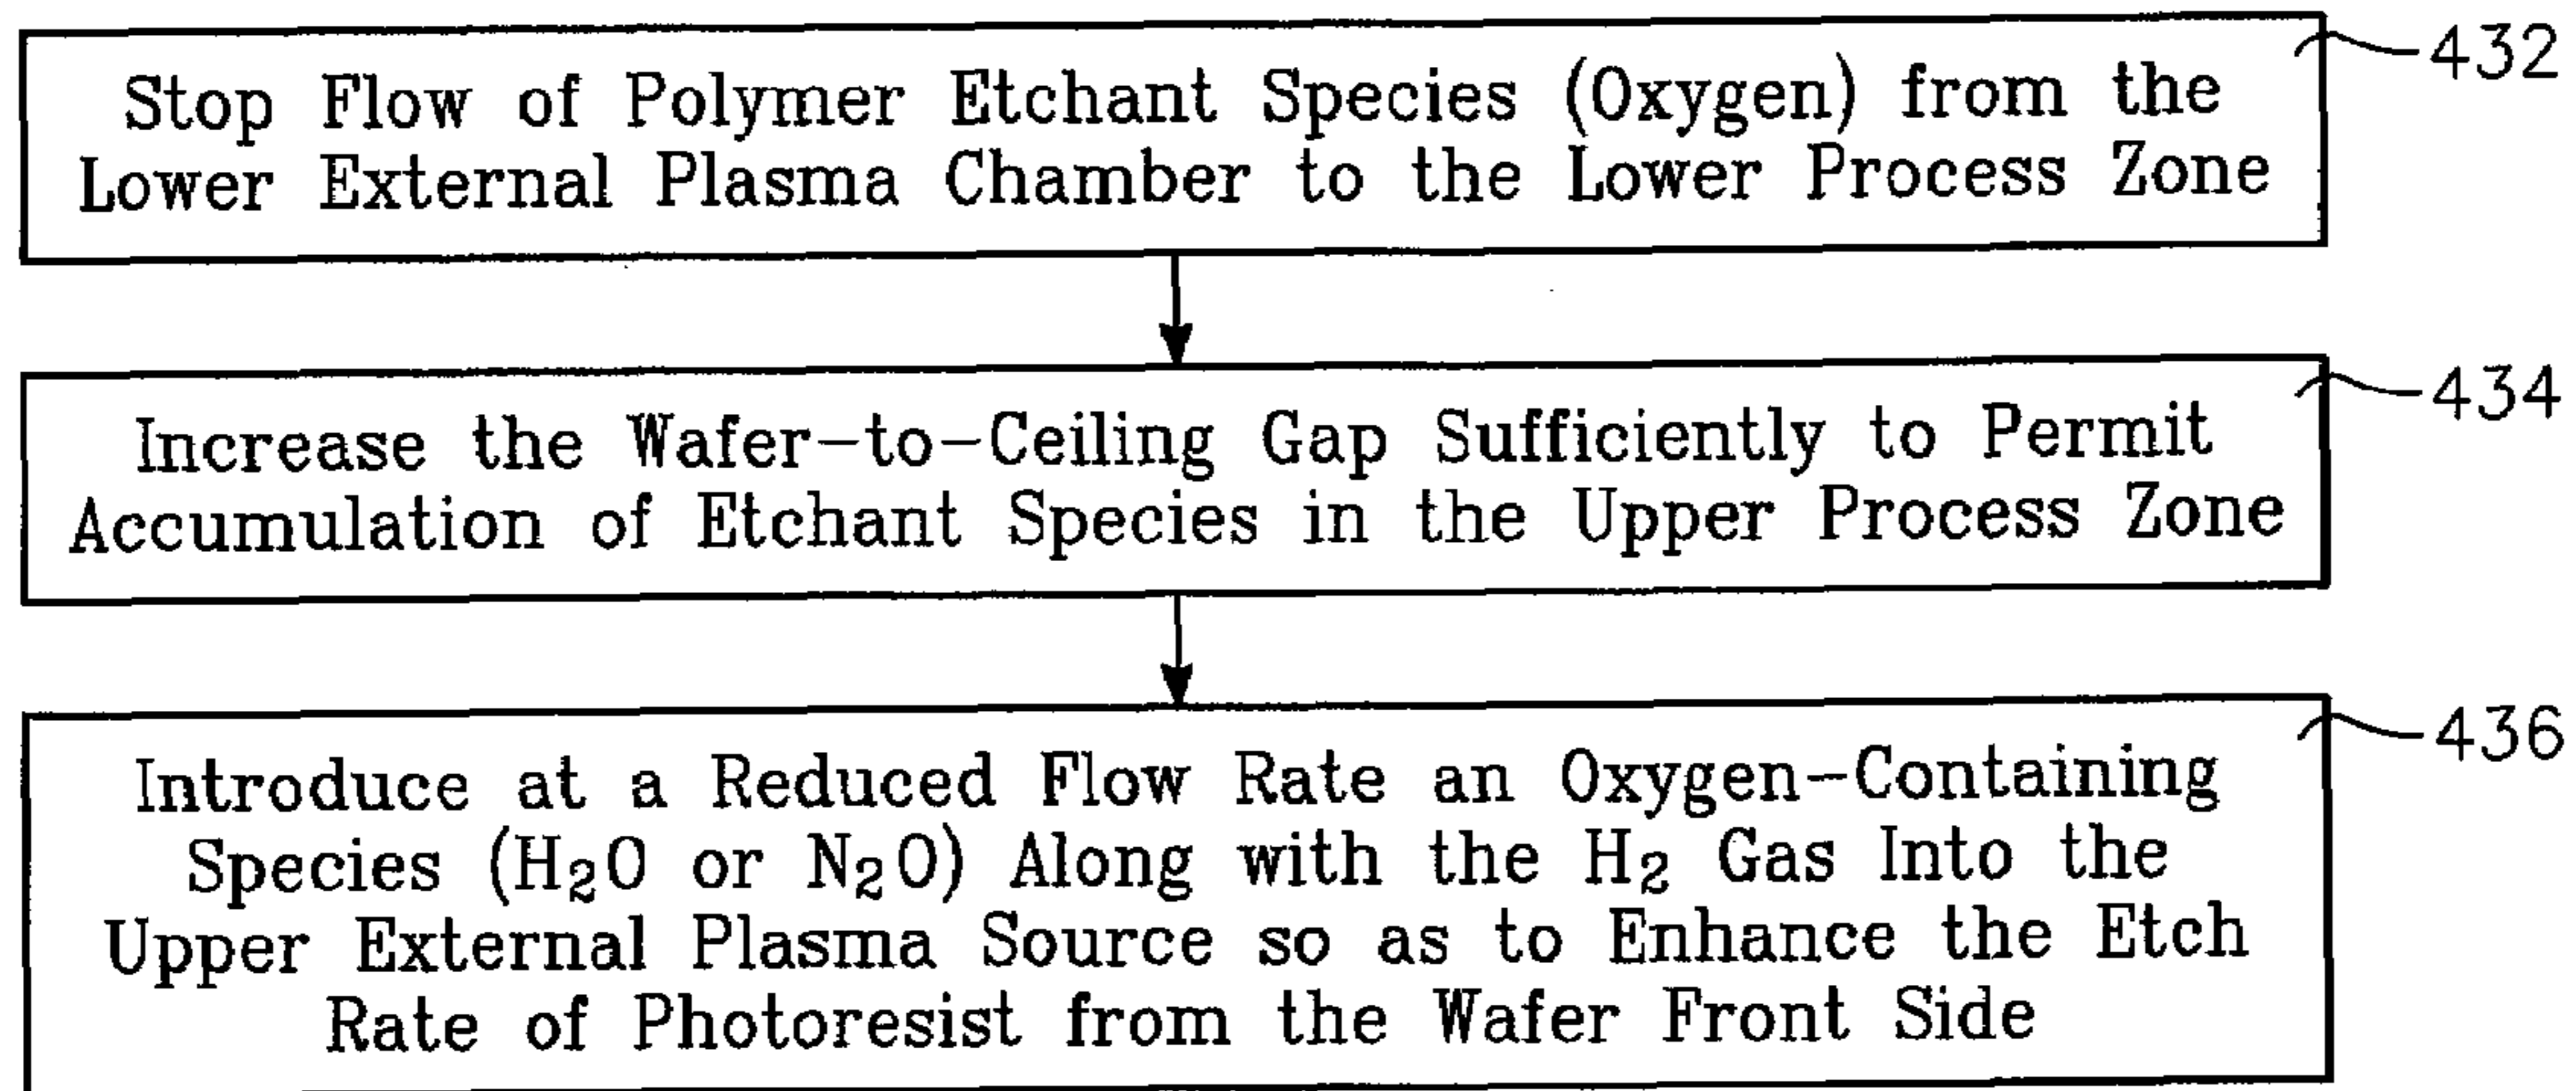 Stop Flow of Polymer Etchant Species (Oxygen) from the
Lower External Plasma Chamber to the Lower Process Zone
432
Increase the Wafer-to-Ceiling Gap Sufficiently to Permit
Accumulation of Etchant Species in the Upper Process Zone
434
Introduce at a Reduced Flow Rate an Oxygen-Containing
Species (H₂O or N₂O) Along with the H₂ Gas Into the
Upper External Plasma Source so as to Enhance the Etch
Rate of Photoresist from the Wafer Front Side
436